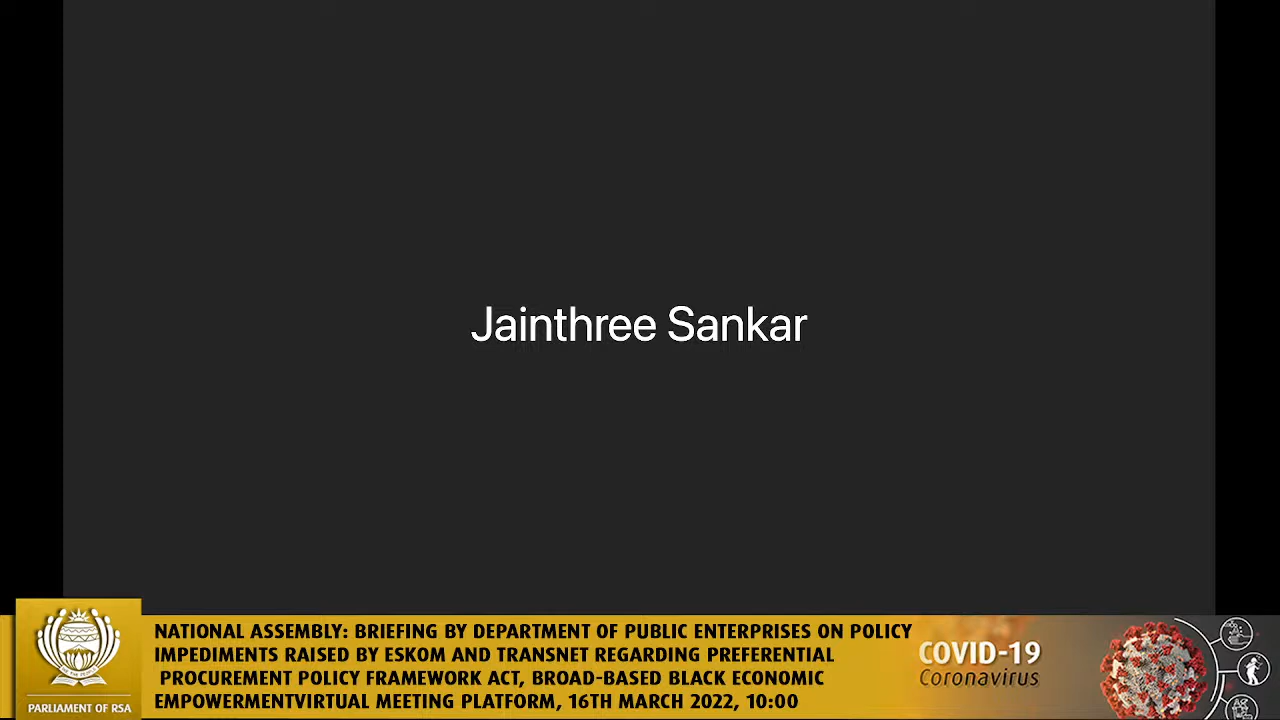 Jainthree Sankar
NATIONAL ASSEMBLY: BRIEFING BY DEPARTMENT OF PUBLIC ENTERPRISES ON POLICY
IMPEDIMENTS RAISED BY ESKOM AND TRANSNET REGARDING PREFERENTIAL
PROCUREMENT POLICY FRAMEWORK ACT, BROAD-BASED BLACK ECONOMIC
EMPOWERMENTVIRTUAL MEETING PLATFORM, 16TH MARCH 2022, 10:00
COVID-19
Coronavirus
PARLIAMENT OF RSA